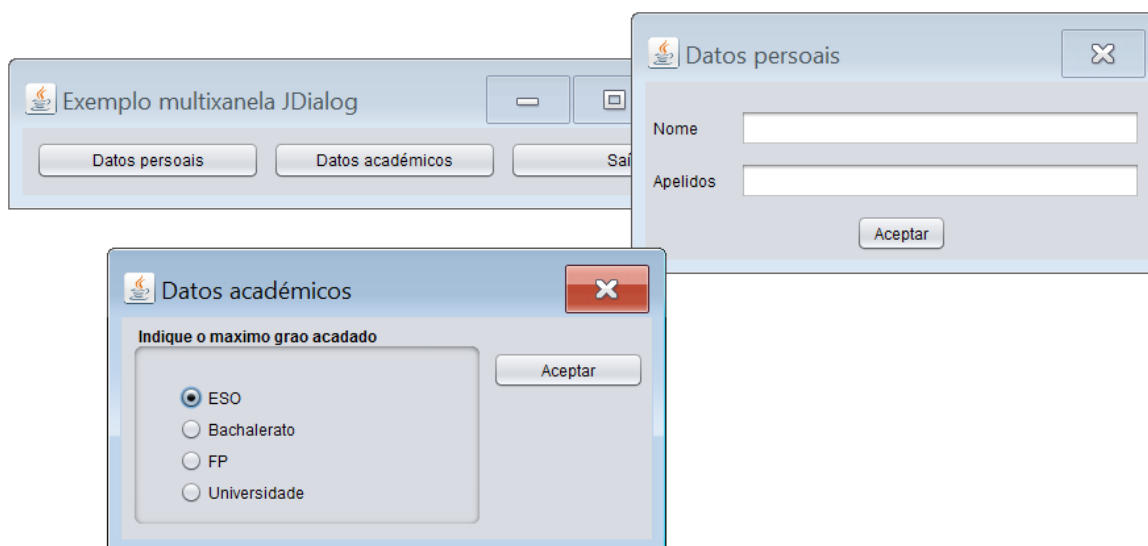 Exemplo multixanela JDialog
Datos persoais
Datos académicos
Saí
Datos persoais
Nome
Apelidos
Aceptar
Datos académicos
Indique o maximo grao acadado
Aceptar
ESO
Bachalerato
FP
Universidade